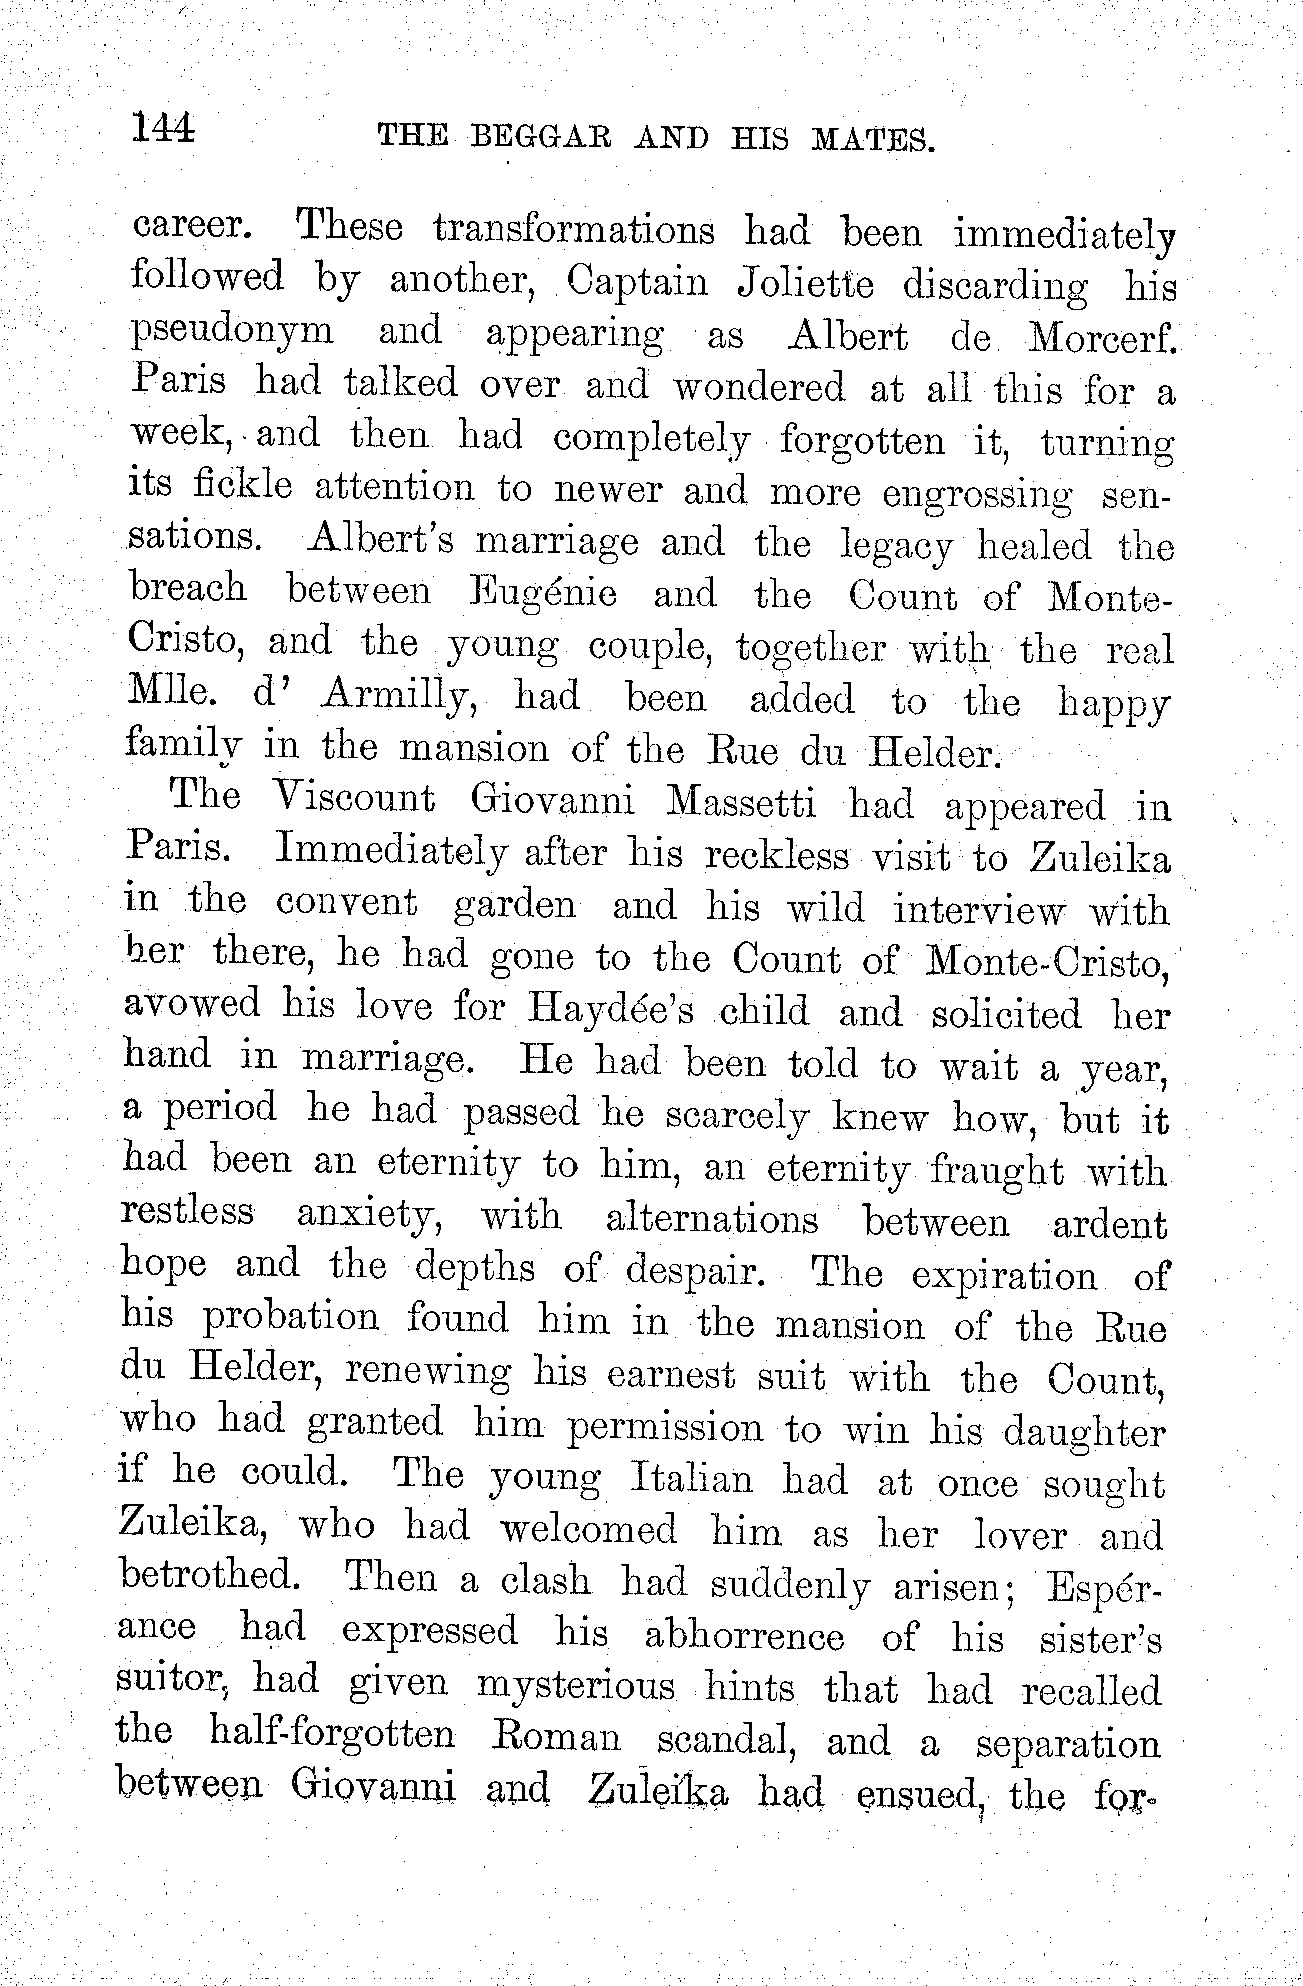 144 THE BEGGAR AND HIS MATES.
career. These transformations had been immediately
followed by another, Captain Joliette discarding his
pseudonym and appearing as Albert de Morcerf.
Paris had talked over and wondered at all this for a
week, and then had completely forgotten it, turning
its fickle attention to newer and more engrossing sen-
sations. Albert's marriage and the legacy healed the
breach between Eugénie and the Count of Monte-
Cristo, and the young couple, together with the real
Mlle. d' Armilly, had been added to the happy
family in the mansion of the Rue du Helder.
The Viscount Giovanni Massetti had appeared in
Paris. Immediately after his reckless visit to Zuleika
in the convent garden and his wild interview with
her there, he had gone to the Count of Monte-Cristo,
avowed his love for Haydée's child and solicited her
hand in marriage. He had been told to wait a year,
a period he had passed he scarcely knew how, but it
had been an eternity to him, an eternity fraught with
restless anxiety, with alternations between ardent
hope and the depths of despair. The expiration of
his probation found him in the mansion of the Rue
du Helder, renewing his earnest suit with the Count,
who had granted him permission to win his daughter
if he could. The young Italian had at once sought
Zuleika, who had welcomed him as her lover and
betrothed. Then a clash had suddenly arisen; Espér-
ance had expressed his abhorrence of his sister's
suitor, had given mysterious hints that had recalled
the half-forgotten Roman scandal, and a separation
between Giovanni and Zuleika had ensued, the for-